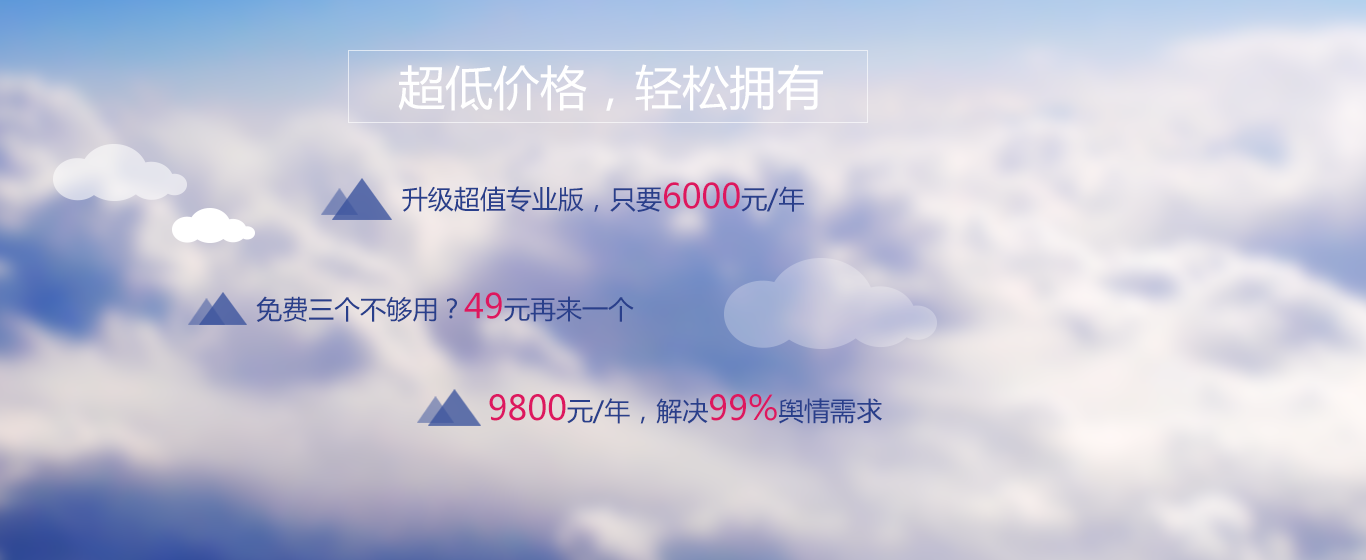 超低价格，轻松拥有
升级超值专业版，只要6000元/年
免费三个不够用？49元再来一个
9800元/年，解决99%舆情需求